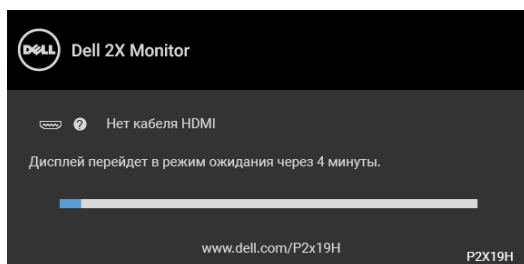 DELL
Dell 2X Monitor
? Нет кабеля HDMI
Дисплей перейдет в режим ожидания через 4 минуты.
www.dell.com/P2x19H
P2X19H